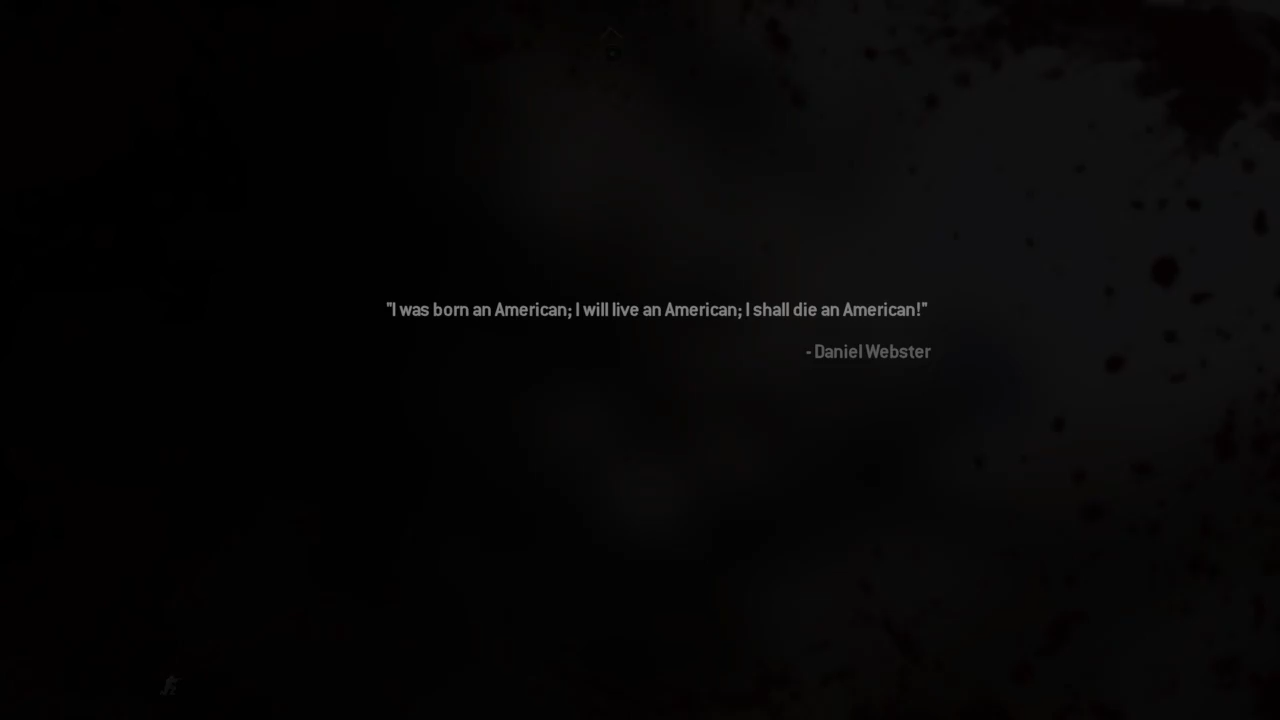 "I was born an American; I will live an American; I shall die an American!"
- Daniel Webster